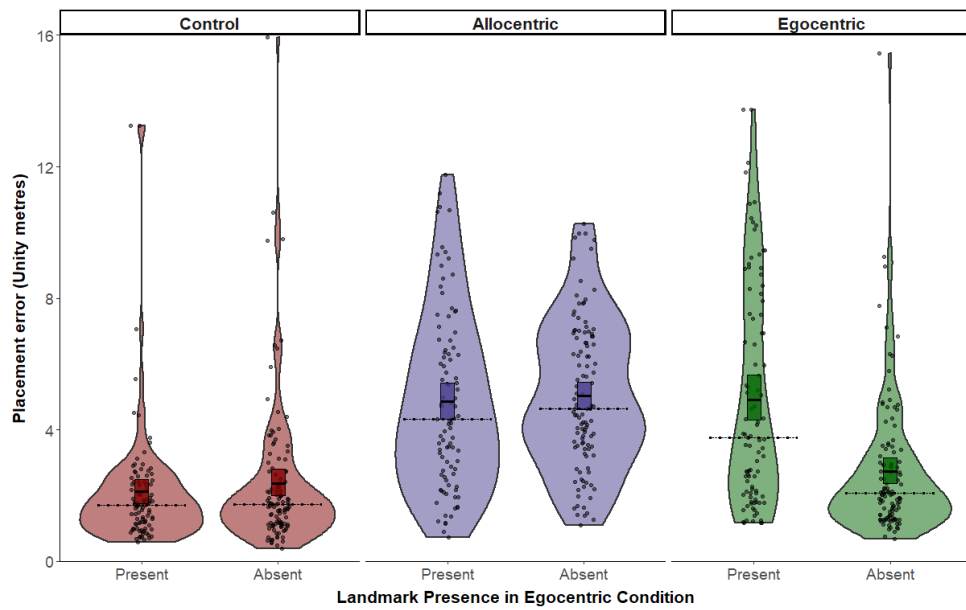 Control Allocentric Egocentric
16
12
8
4
0
Placement error (Unity metres)
Present Absent Present Absent Present Absent
Landmark Presence in Egocentric Condition